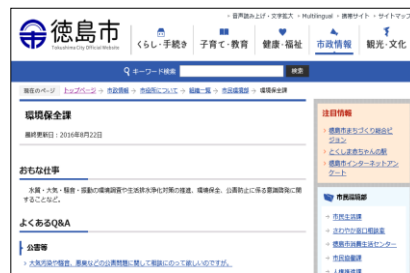 音声読み上げ・文字拡大 Multilingual 携帯サイト サイトマップ
徳島市
Tokushima City Official Website
くらし・手続き 子育て・教育 健康・福祉 市政情報 観光・文化
キーワード検索 検索
現在のページ トップページ → 市政情報 → 市役所について → 組織一覧 → 市民環境部 → 環境保全課
環境保全課
最終更新日：2016年8月22日
おもな仕事
水質・大気・騒音・振動の環境調査や生活排水浄化対策の推進、環境保全、公害防止に係る意識啓発に関
することなど。
よくあるQ&A
公害等
大気汚染や騒音、悪臭などの公害問題に関して相談にのって欲しいのですが。
注目情報
徳島市まちづくり総合ビ
ジョン
とくしま赤ちゃんの駅
徳島市インターネットアン
ケート
市民環境部
市民生活課
さわやか窓口相談室
徳島市消費生活センター
市民協働課
人権推進課